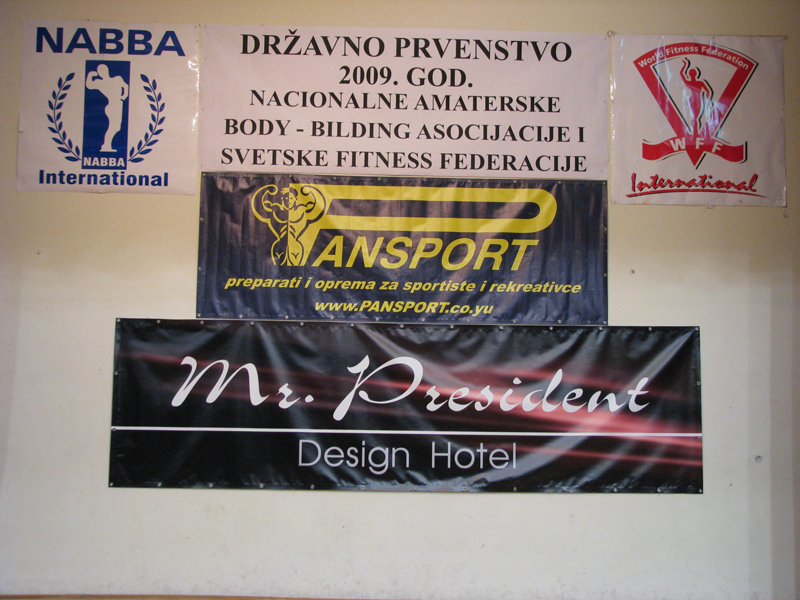 NABBA
NABBA
International
DRŽAVNO PRVENSTVO
2009. GOD.
NACIONALNE AMATERSKE
BODY - BILDING ASOCIJACIJE I
SVETSKE FITNESS FEDERACIJE
World Fitness Federation
WFF
International
PANSPORT
preparati i oprema za sportiste i rekreativce
www.PANSPORT.co.yu
Mr. President
Design Hotel